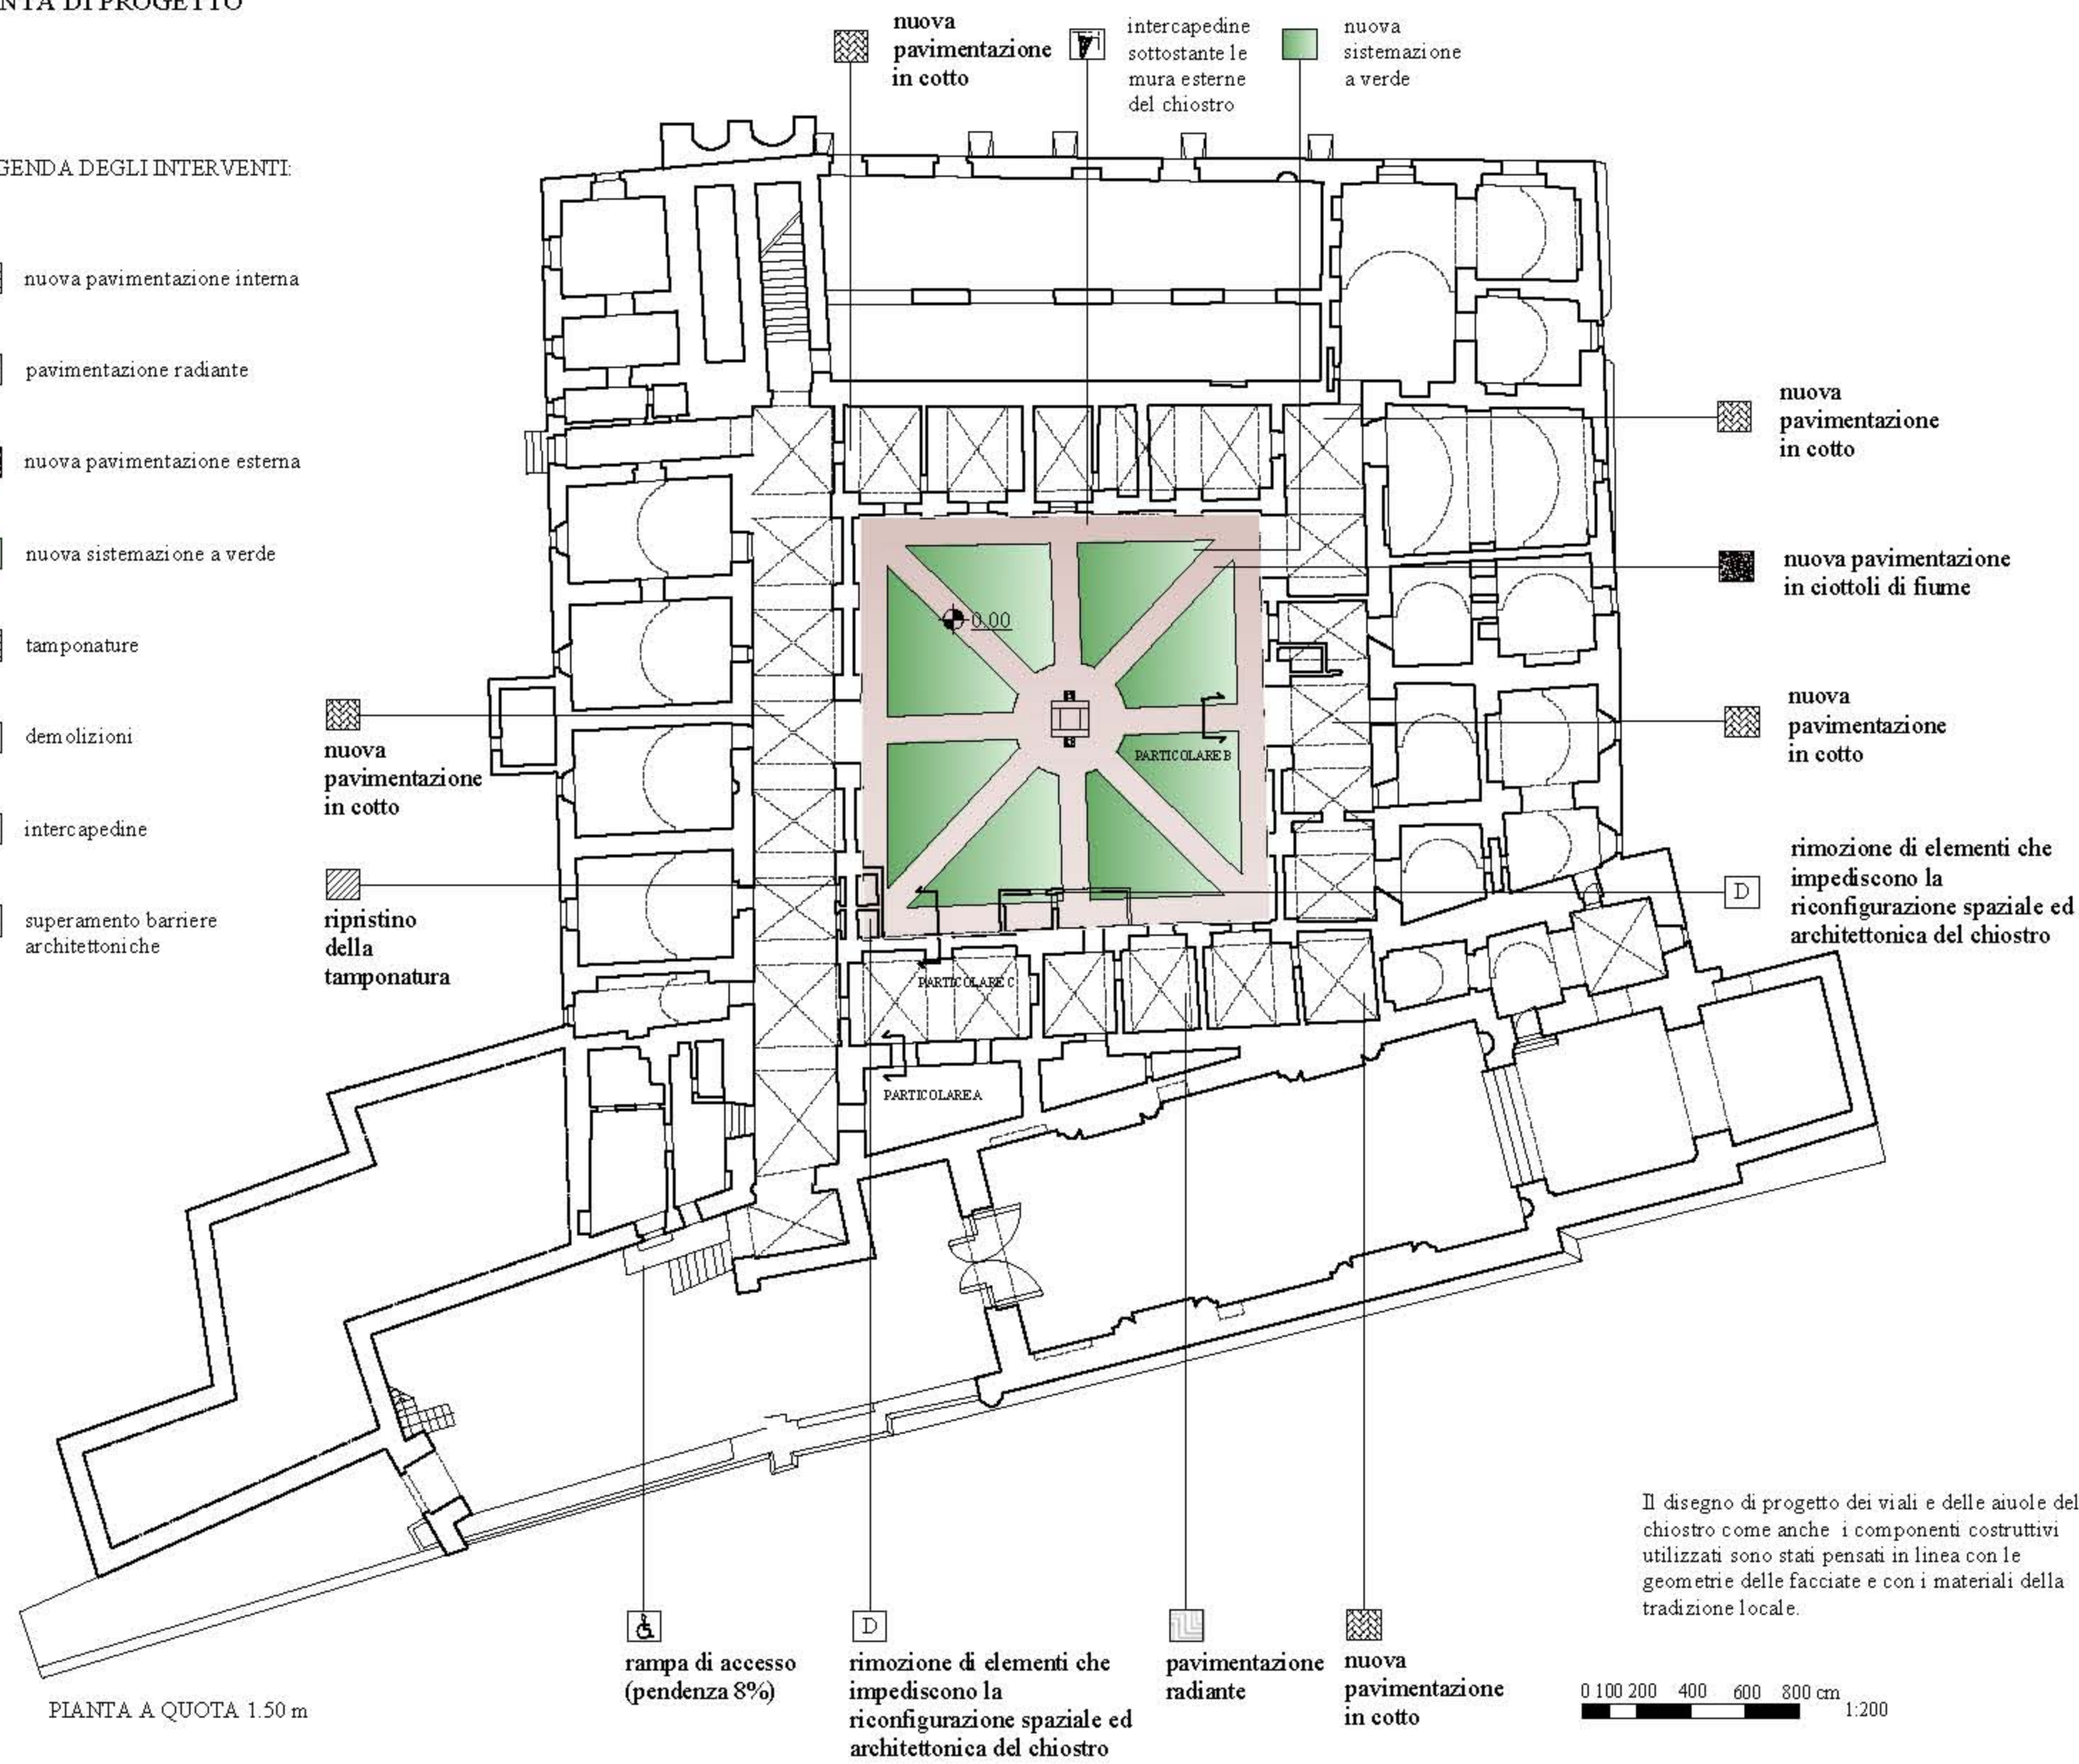 NTA DI PROGETTO
GENDA DEGLI INTERVENTI:
nuova pavimentazione interna
pavimentazione radiante
nuova pavimentazione esterna
nuova sistemazione a verde
tamponature
demolizioni
intercapedine
superamento barriere
architettoniche
nuova
pavimentazione
in cotto
intercapedine
sottostante le
mura esterne
del chiostro
nuova
sistemazione
a verde
nuova
pavimentazione
in cotto
nuova pavimentazione
in ciottoli di fiume
nuova
pavimentazione
in cotto
D
rimozione di elementi che
impediscono la
riconfigurazione spaziale ed
architettonica del chiostro
nuova
pavimentazione
in cotto
ripristino
della
tamponatura
0.00
PARTICOLARE B
PARTICOLARE C
PARTICOLARE A
rampa di accesso
(pendenza 8%)
D
rimozione di elementi che
impediscono la
riconfigurazione spaziale ed
architettonica del chiostro
pavimentazione
radiante
nuova
pavimentazione
in cotto
Il disegno di progetto dei viali e delle aiuole del
chiostro come anche i componenti costruttivi
utilizzati sono stati pensati in linea con le
geometrie delle facciate e con i materiali della
tradizione locale.
0 100 200 400 600 800 cm
1:200
PIANTA A QUOTA 1.50 m